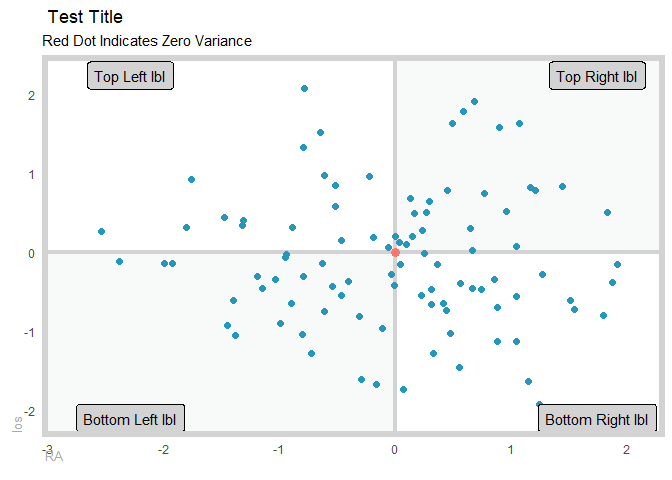 Test Title
Red Dot Indicates Zero Variance
Top Left lbl
Top Right lbl
2
1
0
-1
-2
Bottom Left lbl
Bottom Right lbl
los
-3
-2
-1
0
1
2
RA